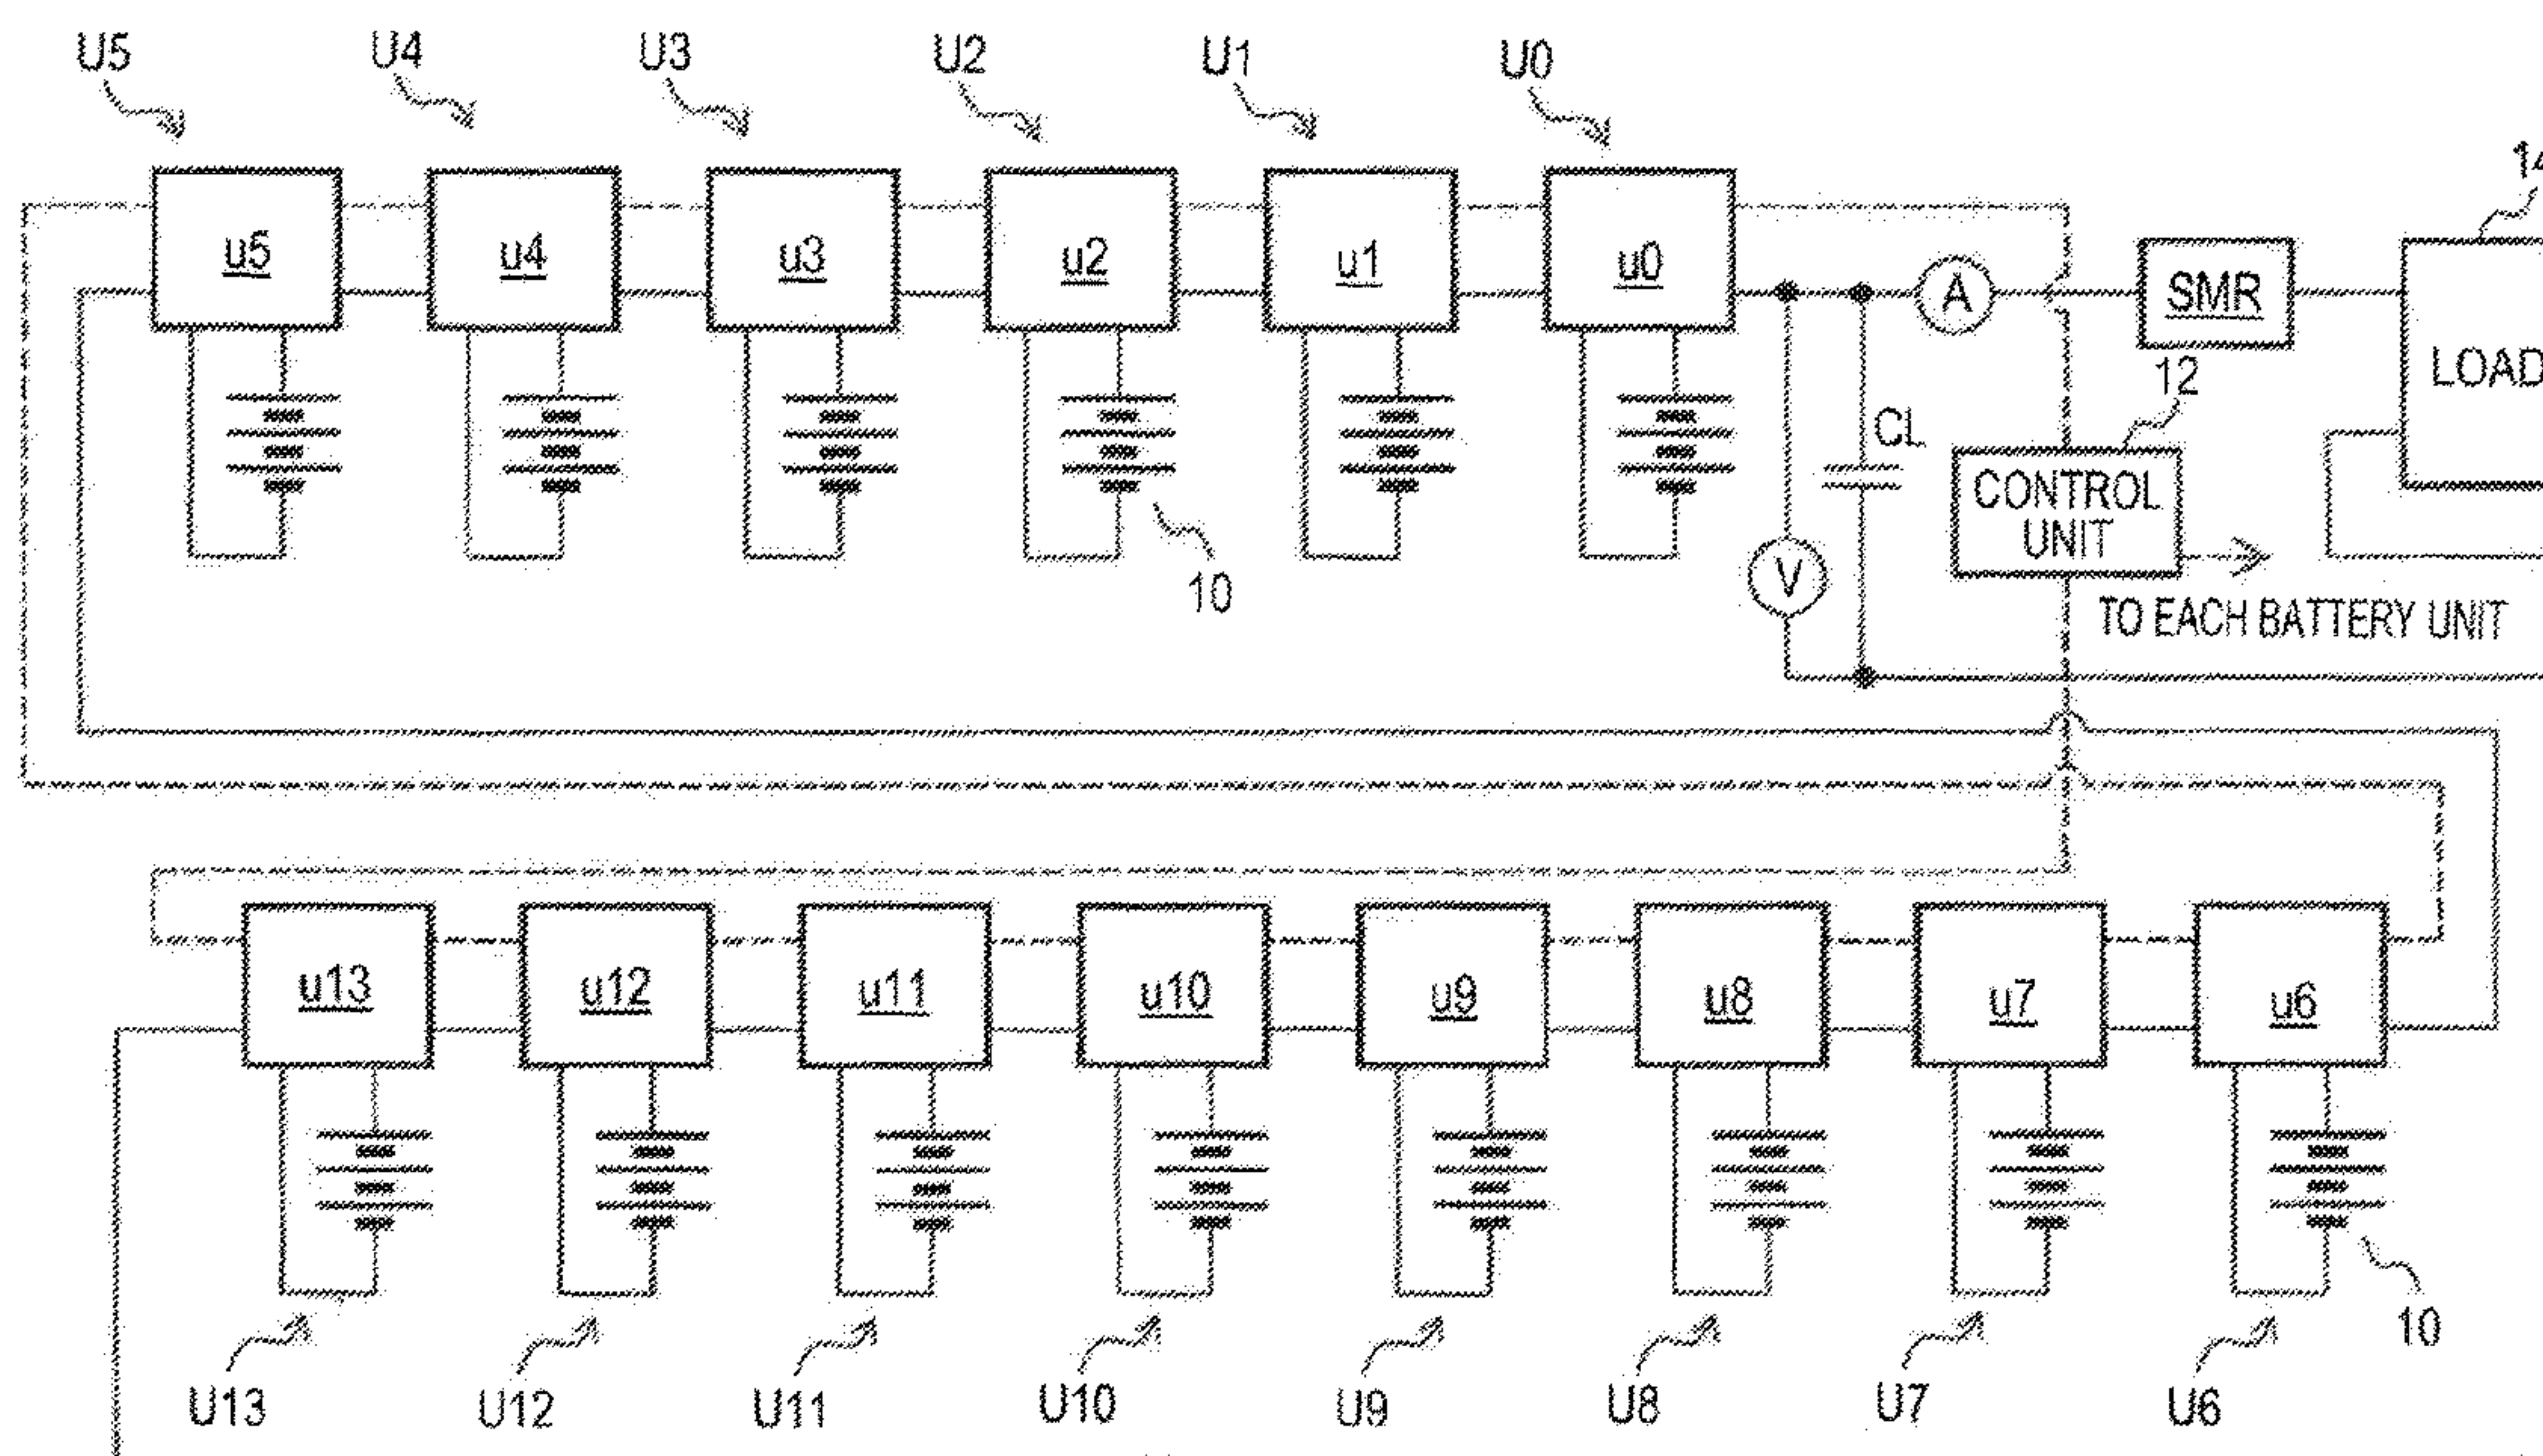 U5 U4 U3 U2 U1 U0
14
u5 u4 u3 u2 u1 u0
A SMR
12
LOAD
CL
CONTROL
UNIT
V
10
TO EACH BATTERY UNIT
u13 u12 u11 u10 u9 u8 u7 u6
10
U13 U12 U11 U10 U9 U8 U7 U6